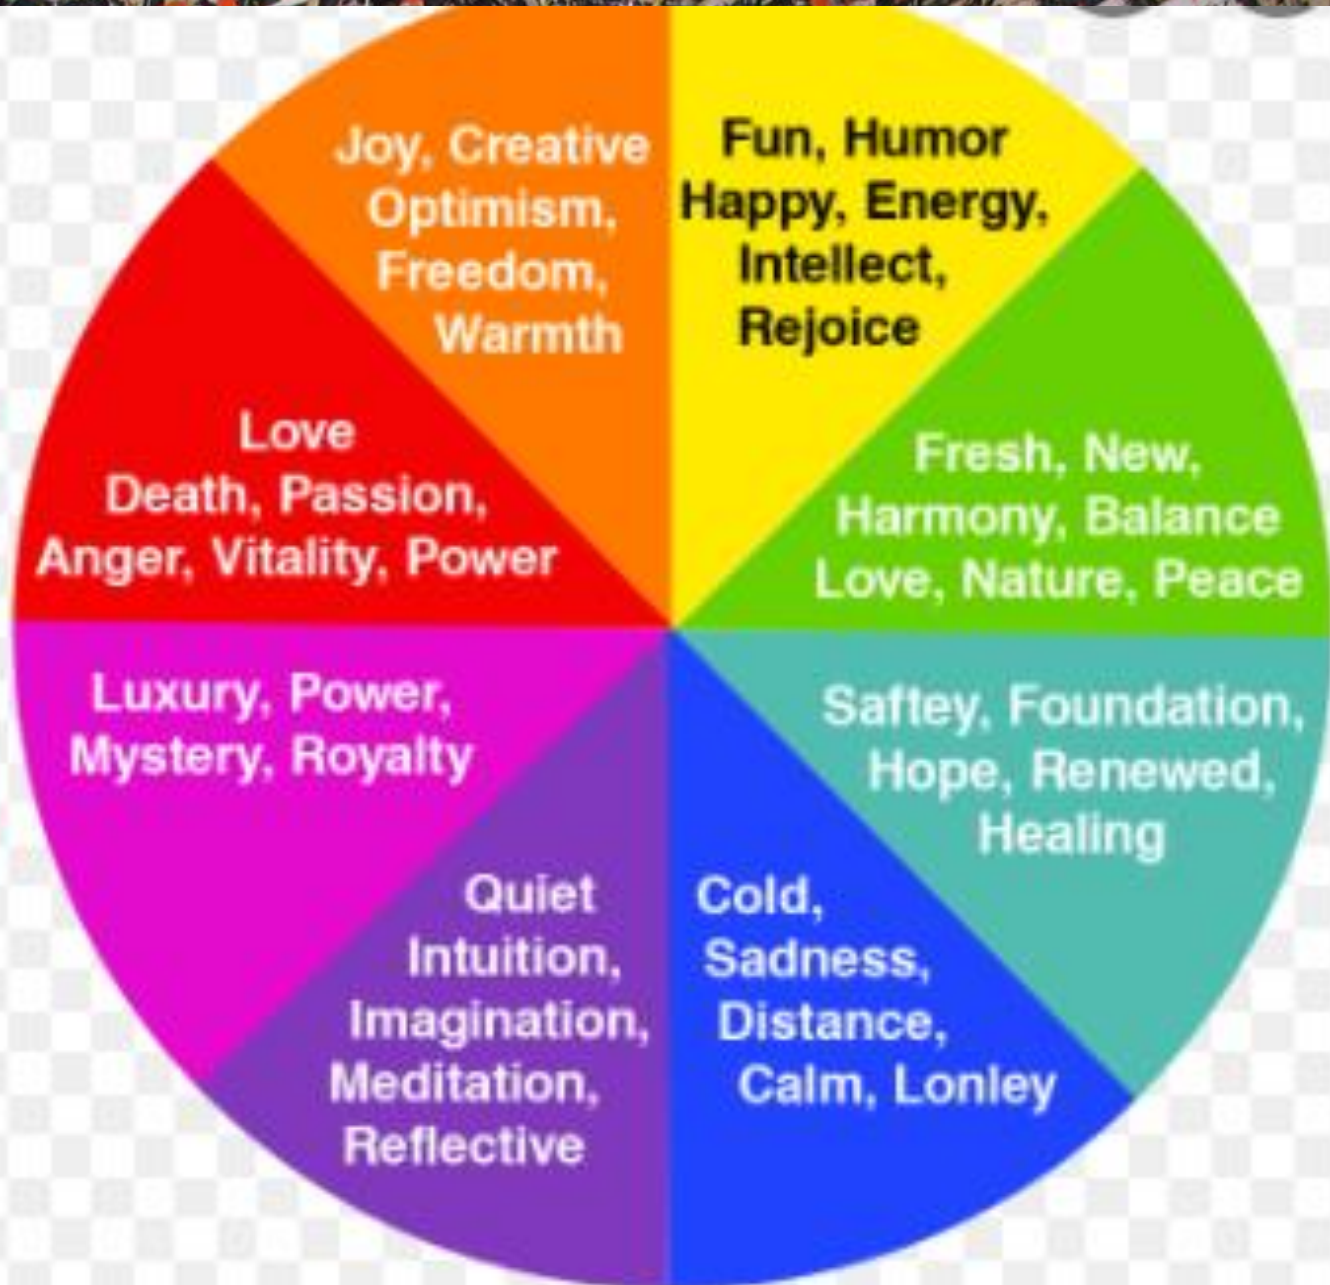 Joy, Creative
Optimism,
Freedom,
Warmth
Fun, Humor
Happy, Energy,
Intellect,
Rejoice
Fresh, New,
Harmony, Balance
Love, Nature, Peace
Saftey, Foundation,
Hope, Renewed,
Healing
Cold,
Sadness,
Distance,
Calm, Lonley
Quiet
Intuition,
Imagination,
Meditation,
Reflective
Luxury, Power,
Mystery, Royalty
Love
Death, Passion,
Anger, Vitality, Power